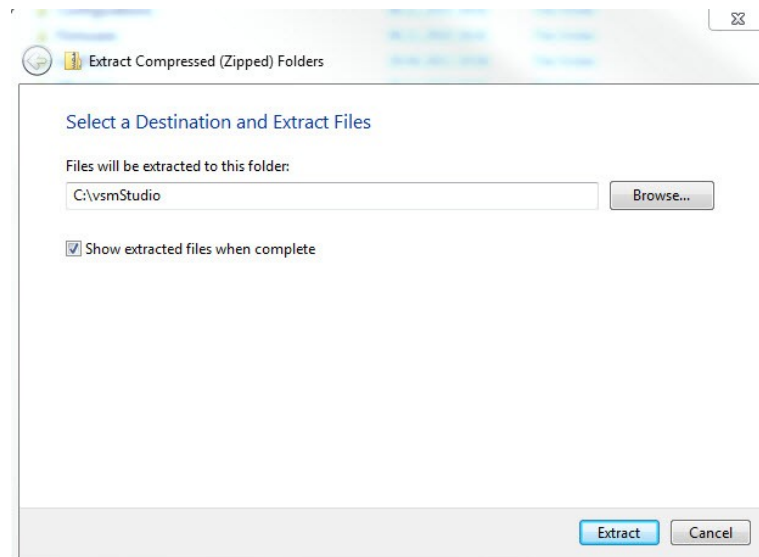 Extract Compressed (Zipped) Folders
Select a Destination and Extract Files
Files will be extracted to this folder:
C:\vsmStudio
Browse...
Show extracted files when complete
Extract
Cancel